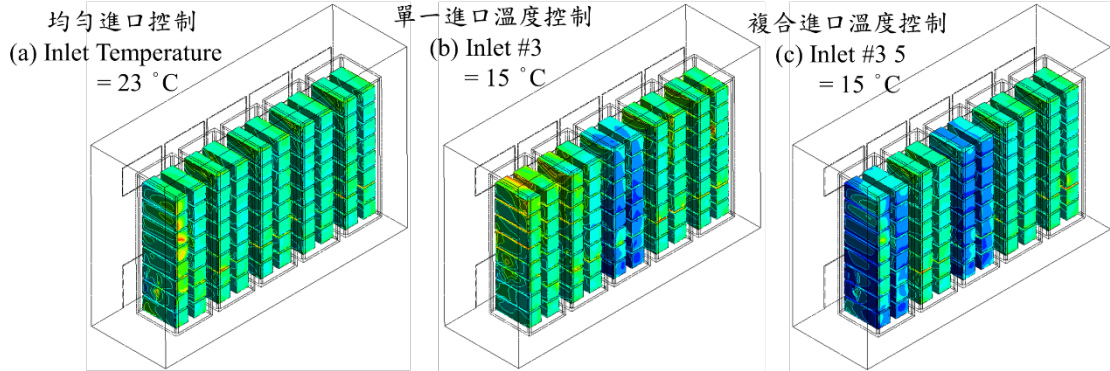 均勻進口控制
(a) Inlet Temperature
= 23 °C
單一進口溫度控制
(b) Inlet #3
= 15 °C
複合進口溫度控制
(c) Inlet #3 5
= 15 °C